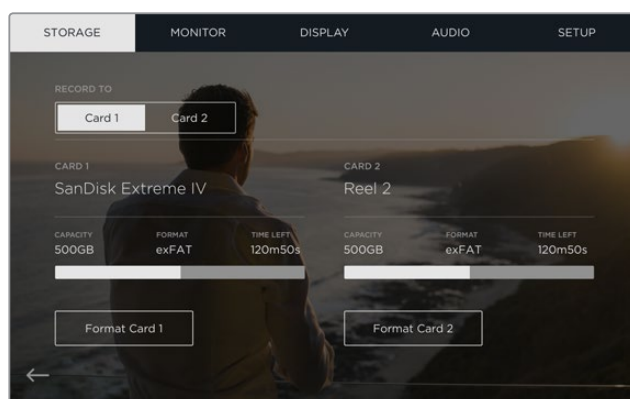 STORAGE MONITOR DISPLAY AUDIO SETUP
RECORD TO
Card 1 Card 2
CARD 1 CARD 2
SanDisk Extreme IV Reel 2
CAPACITY FORMAT TIME LEFT CAPACITY FORMAT TIME LEFT
500GB exFAT 120m50s 500GB exFAT 120m50s
Format Card 1 Format Card 2